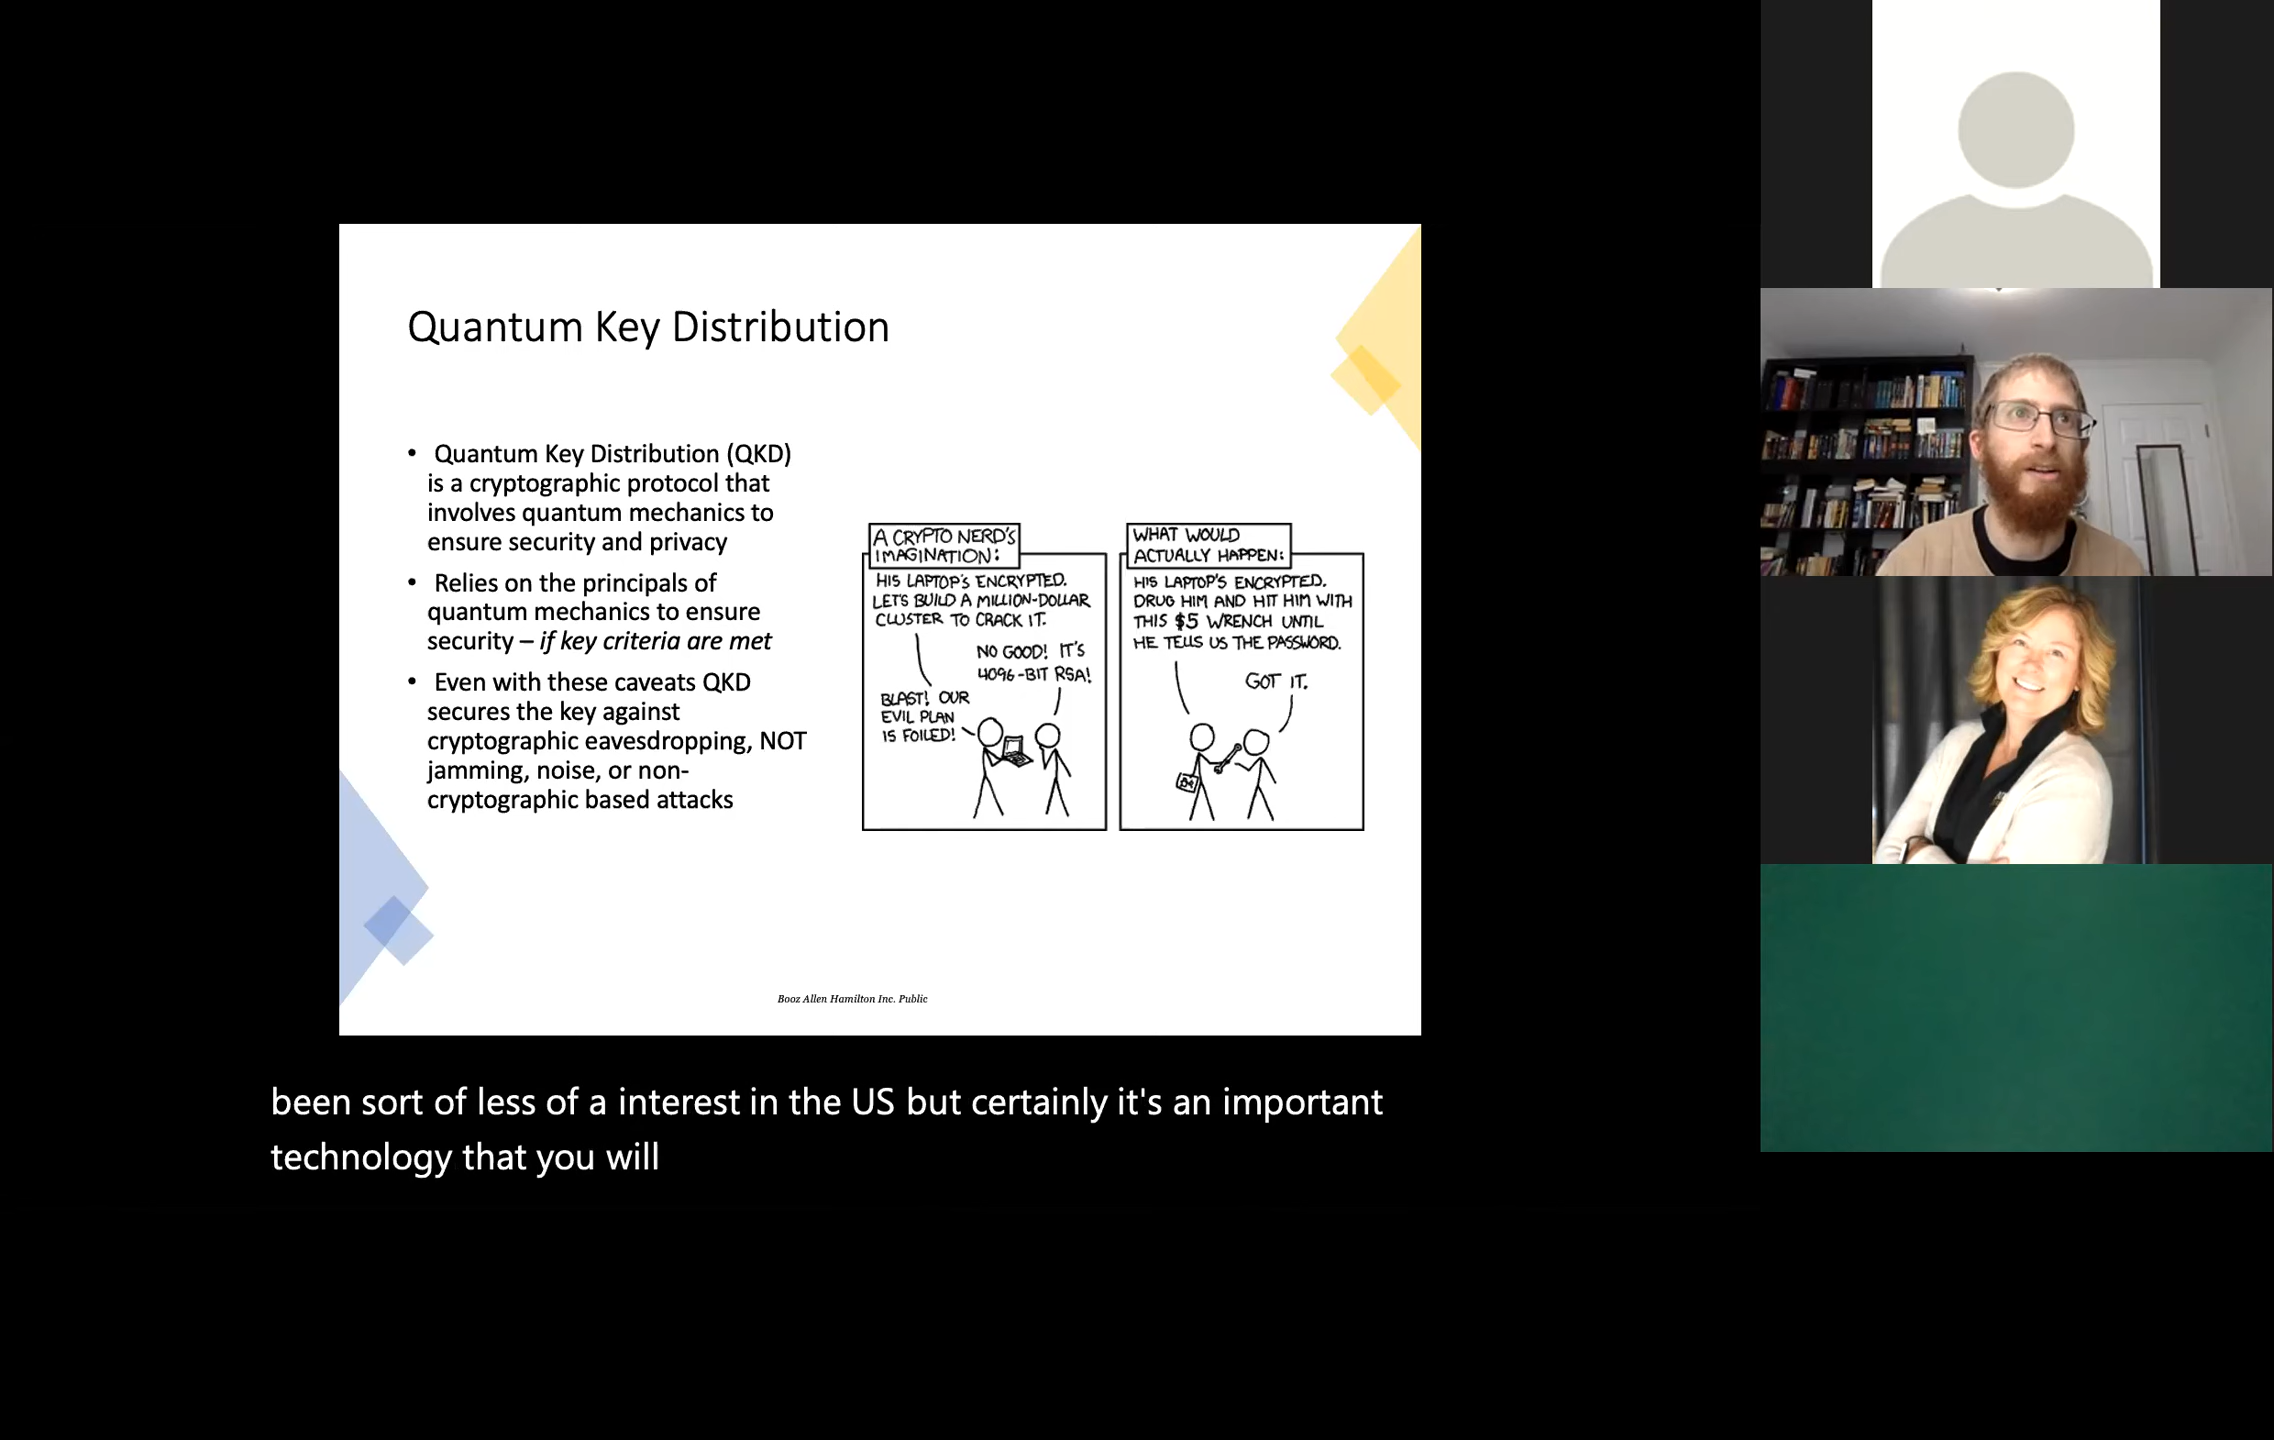 Quantum Key Distribution
• Quantum Key Distribution (QKD)
is a cryptographic protocol that
involves quantum mechanics to
ensure security and privacy
• Relies on the principals of
quantum mechanics to ensure
security – if key criteria are met
• Even with these caveats QKD
secures the key against
cryptographic eavesdropping, NOT
jamming, noise, or non-
cryptographic based attacks
A CRYPTO NERD'S
IMAGINATION:
HIS LAPTOP'S ENCRYPTED.
LET'S BUILD A MILLION-DOLLAR
CLUSTER TO CRACK IT.
NO GOOD! IT'S
4096-BIT RSA!
BLAST! OUR
EVIL PLAN
IS FOILED!
WHAT WOULD
ACTUALLY HAPPEN:
HIS LAPTOP'S ENCRYPTED.
DRUG HIM AND HIT HIM WITH
THIS $5 WRENCH UNTIL
HE TELLS US THE PASSWORD.
GOT IT.
Booz Allen Hamilton Inc. Public
been sort of less of a interest in the US but certainly it's an important
technology that you will